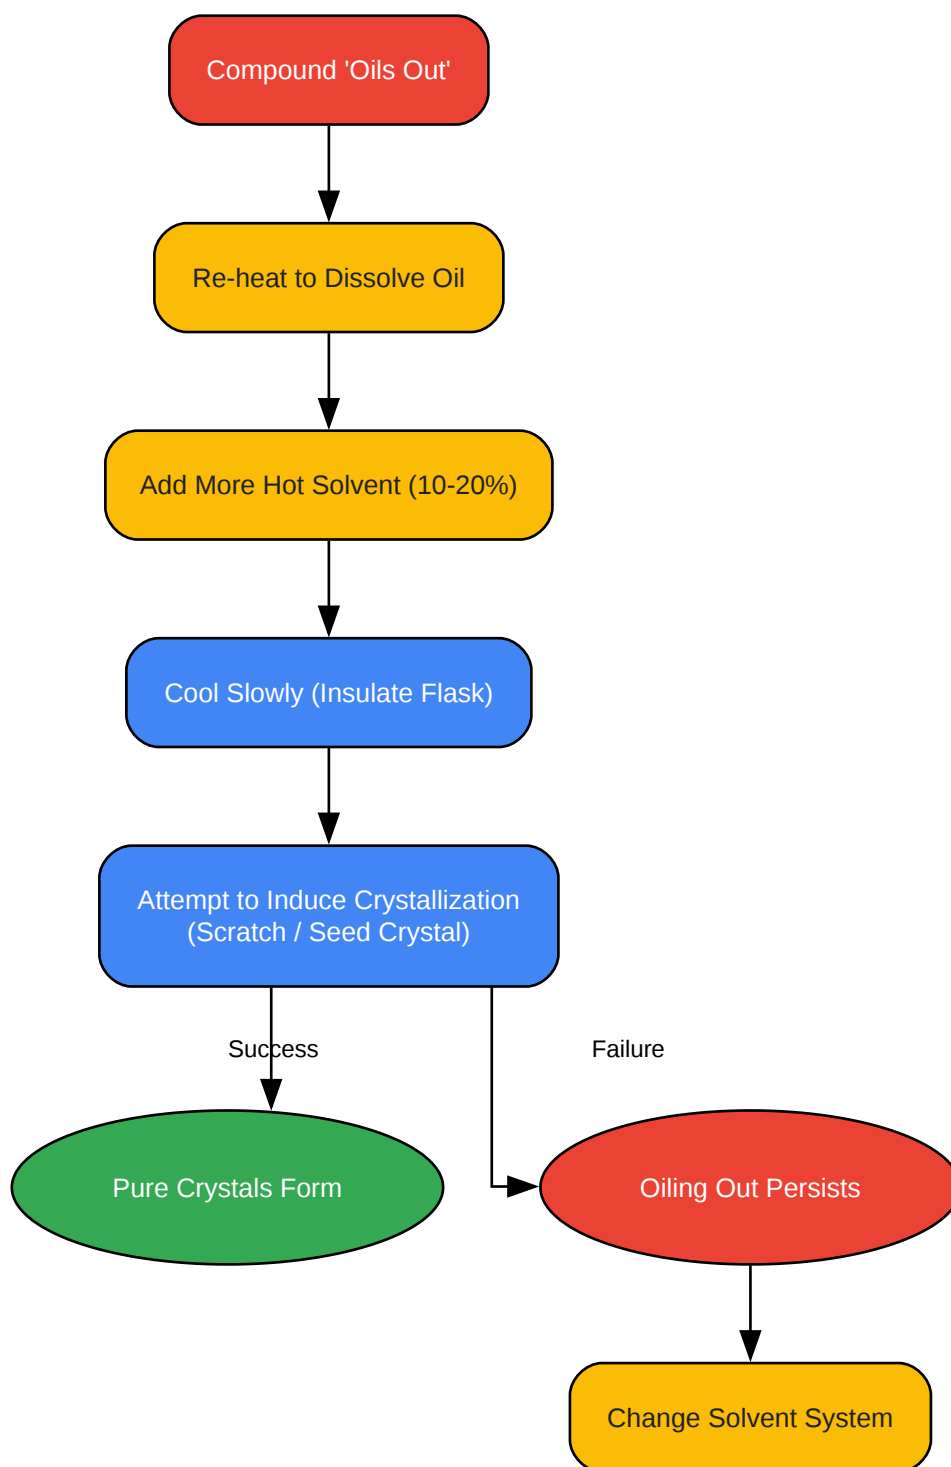 Compound 'Oils Out'
Re-heat to Dissolve Oil
Add More Hot Solvent (10-20%)
Cool Slowly (Insulate Flask)
Attempt to Induce Crystallization
(Scratch / Seed Crystal)
Success
Failure
Pure Crystals Form
Oiling Out Persists
Change Solvent System